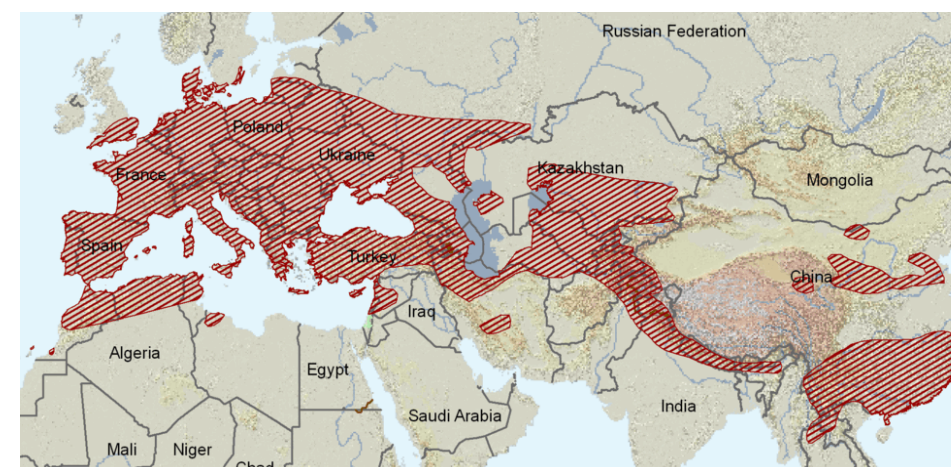 Russian Federation
Poland
Ukraine
Kazakhstan
France
Mongolia
Spain
Turkey
China
Iraq
Algeria
Egypt
Saudi Arabia
India
Mali
Niger
Chad